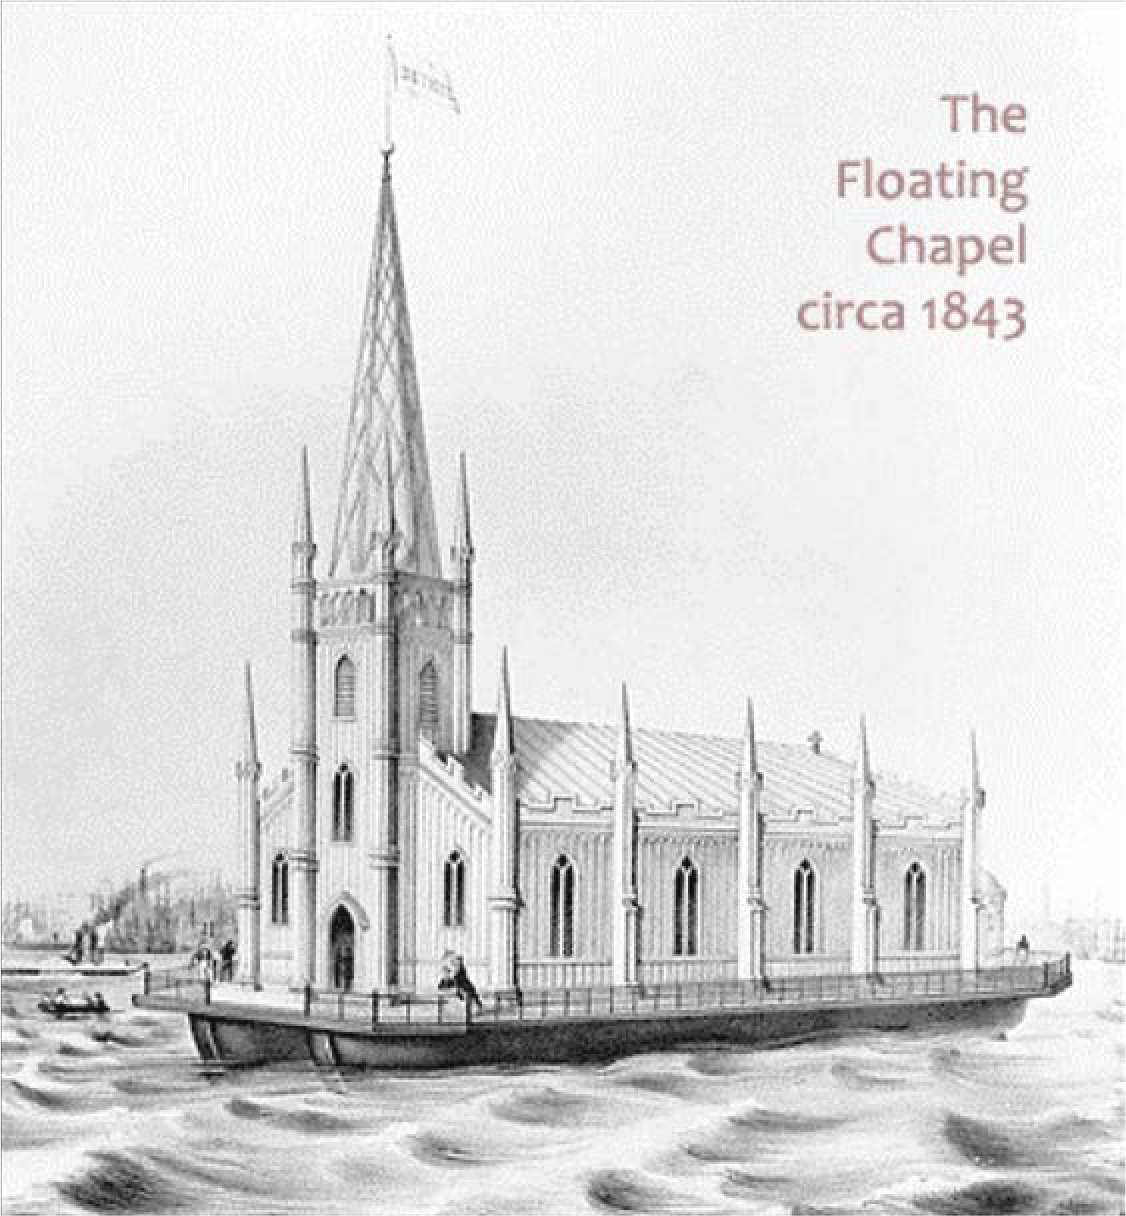 The
Floating
Chapel
circa 1843